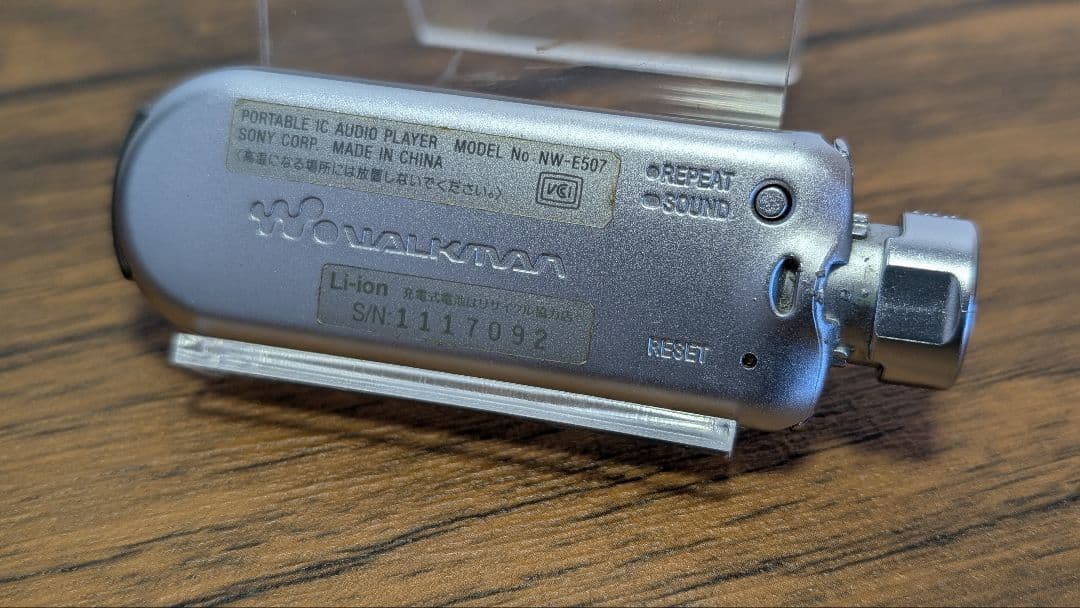 PORTABLE IC AUDIO PLAYER MODEL No. NW-E507
SONY CORP. MADE IN CHINA
〈高温になる場所には放置しないでください。〉
VCI
REPEAT
SOUND
WALKMAN
Li-ion 充電式電池はリサイクル協力店
S/N:1117092
RESET